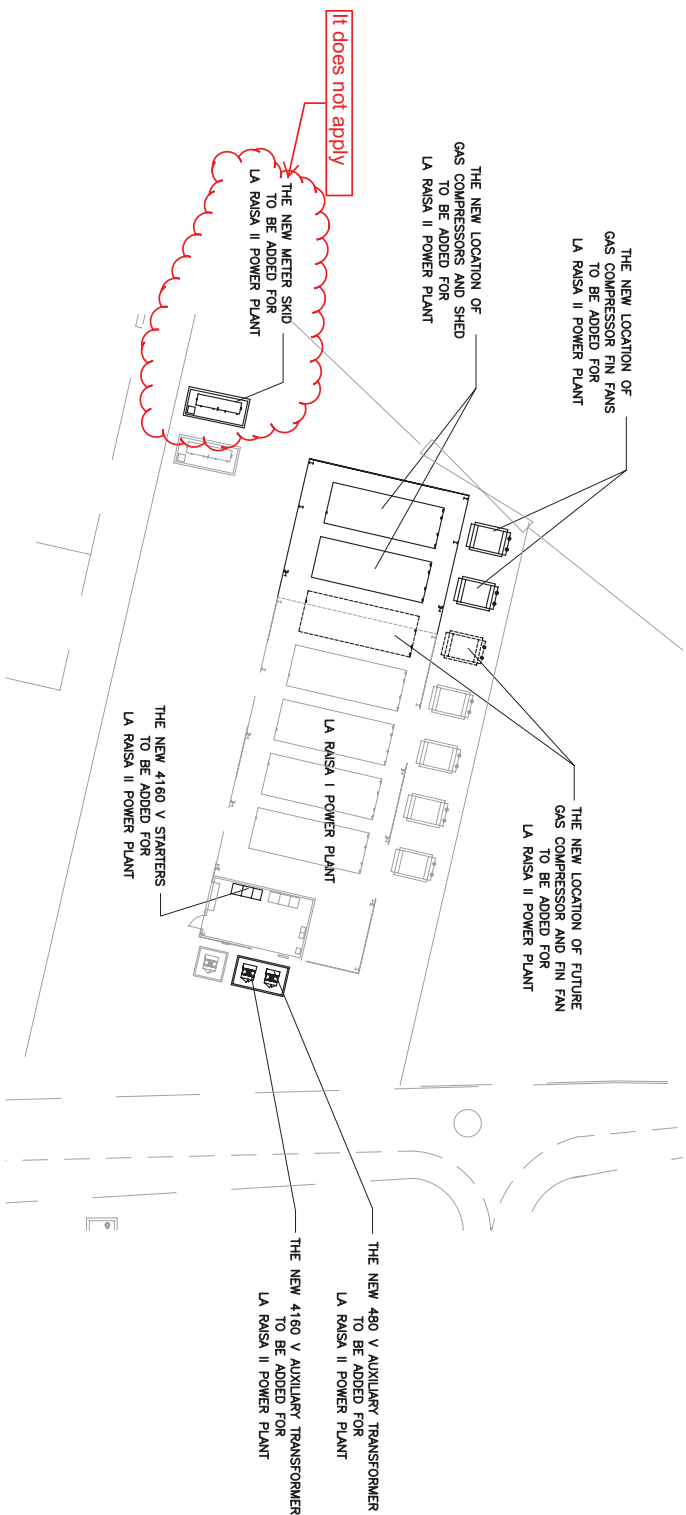 It does not apply
THE NEW METER SKID
TO BE ADDED FOR
LA RAISA II POWER PLANT
THE NEW LOCATION OF
GAS COMPRESSORS AND SHED
TO BE ADDED FOR
LA RAISA II POWER PLANT
THE NEW LOCATION OF
GAS COMPRESSOR FIN FANS
TO BE ADDED FOR
LA RAISA II POWER PLANT
THE NEW LOCATION OF FUTURE
GAS COMPRESSOR AND FIN FAN
TO BE ADDED FOR
LA RAISA II POWER PLANT
LA RAISA I POWER PLANT
THE NEW 4160 V STARTERS
TO BE ADDED FOR
LA RAISA II POWER PLANT
THE NEW 480 V AUXILIARY TRANSFORMER
TO BE ADDED FOR
LA RAISA II POWER PLANT
THE NEW 4160 V AUXILIARY TRANSFORMER
TO BE ADDED FOR
LA RAISA II POWER PLANT